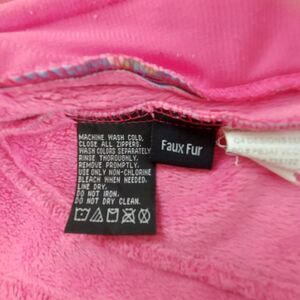 MACHINE WASH COLD.
CLOSE ALL ZIPPERS.
WASH COLORS SEPARATELY
RINSE THOROUGHLY.
REMOVE PROMPTLY.
USE ONLY NON-CHLORINE
BLEACH WHEN NEEDED.
LINE DRY.
DO NOT IRON.
DO NOT DRY CLEAN.
Faux Fur